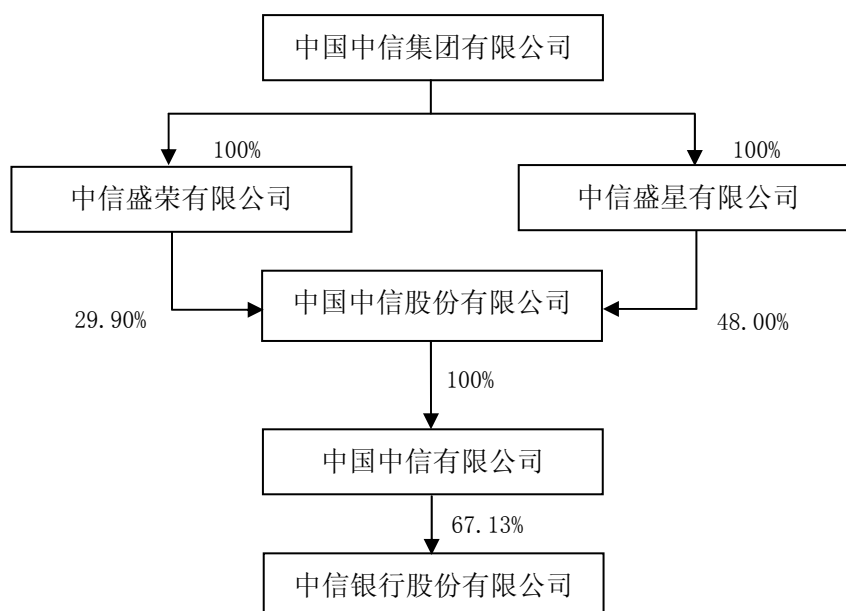 中国中信集团有限公司
100%
100%
中信盛荣有限公司
中信盛星有限公司
中国中信股份有限公司
29.90%
48.00%
100%
中国中信有限公司
67.13%
中信银行股份有限公司